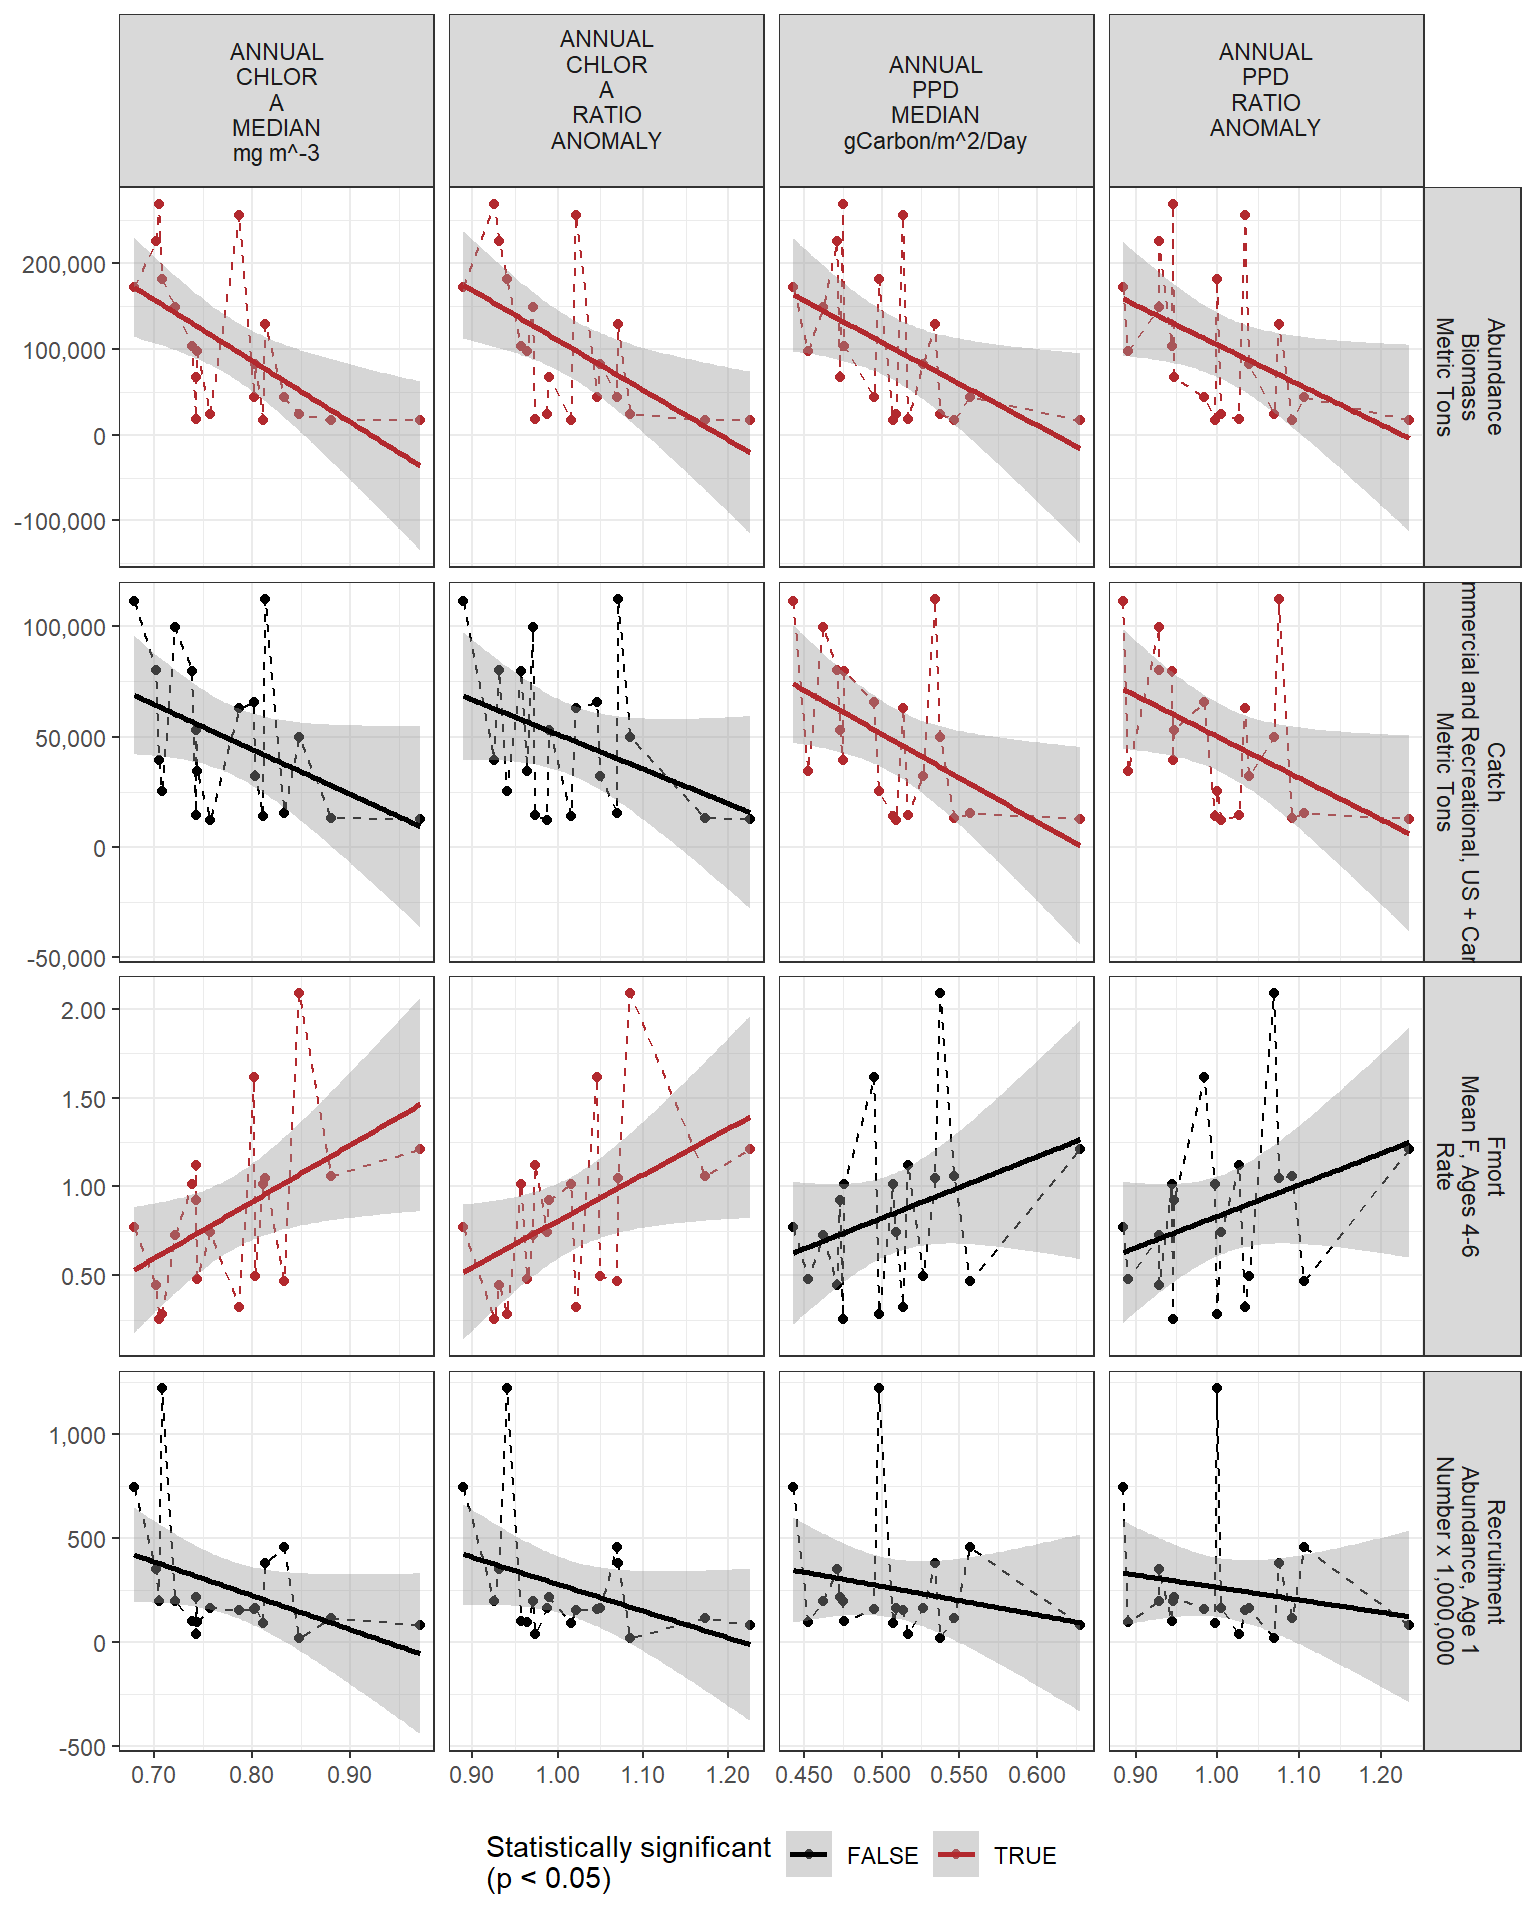 ANNUAL
CHLOR
A
MEDIAN
mg m^-3
ANNUAL
CHLOR
A
RATIO
ANOMALY
ANNUAL
PPD
MEDIAN
gCarbon/m^2/Day
ANNUAL
PPD
RATIO
ANOMALY
200,000
100,000
0
-100,000
Abundance
Biomass
Metric Tons
100,000
50,000
0
-50,000
Catch
and Recreational, US +
Metric Tons
2.00
1.50
1.00
0.50
Fmort
Mean F, Ages 4-6
Rate
1,000
500
0
-500
Recruitment
Abundance, Age 1
Number x 1,000,000
0.70 0.80 0.90
0.90 1.00 1.10 1.20
0.450 0.500 0.550 0.600
0.90 1.00 1.10 1.20
Statistically significant
(p < 0.05)
FALSE
TRUE